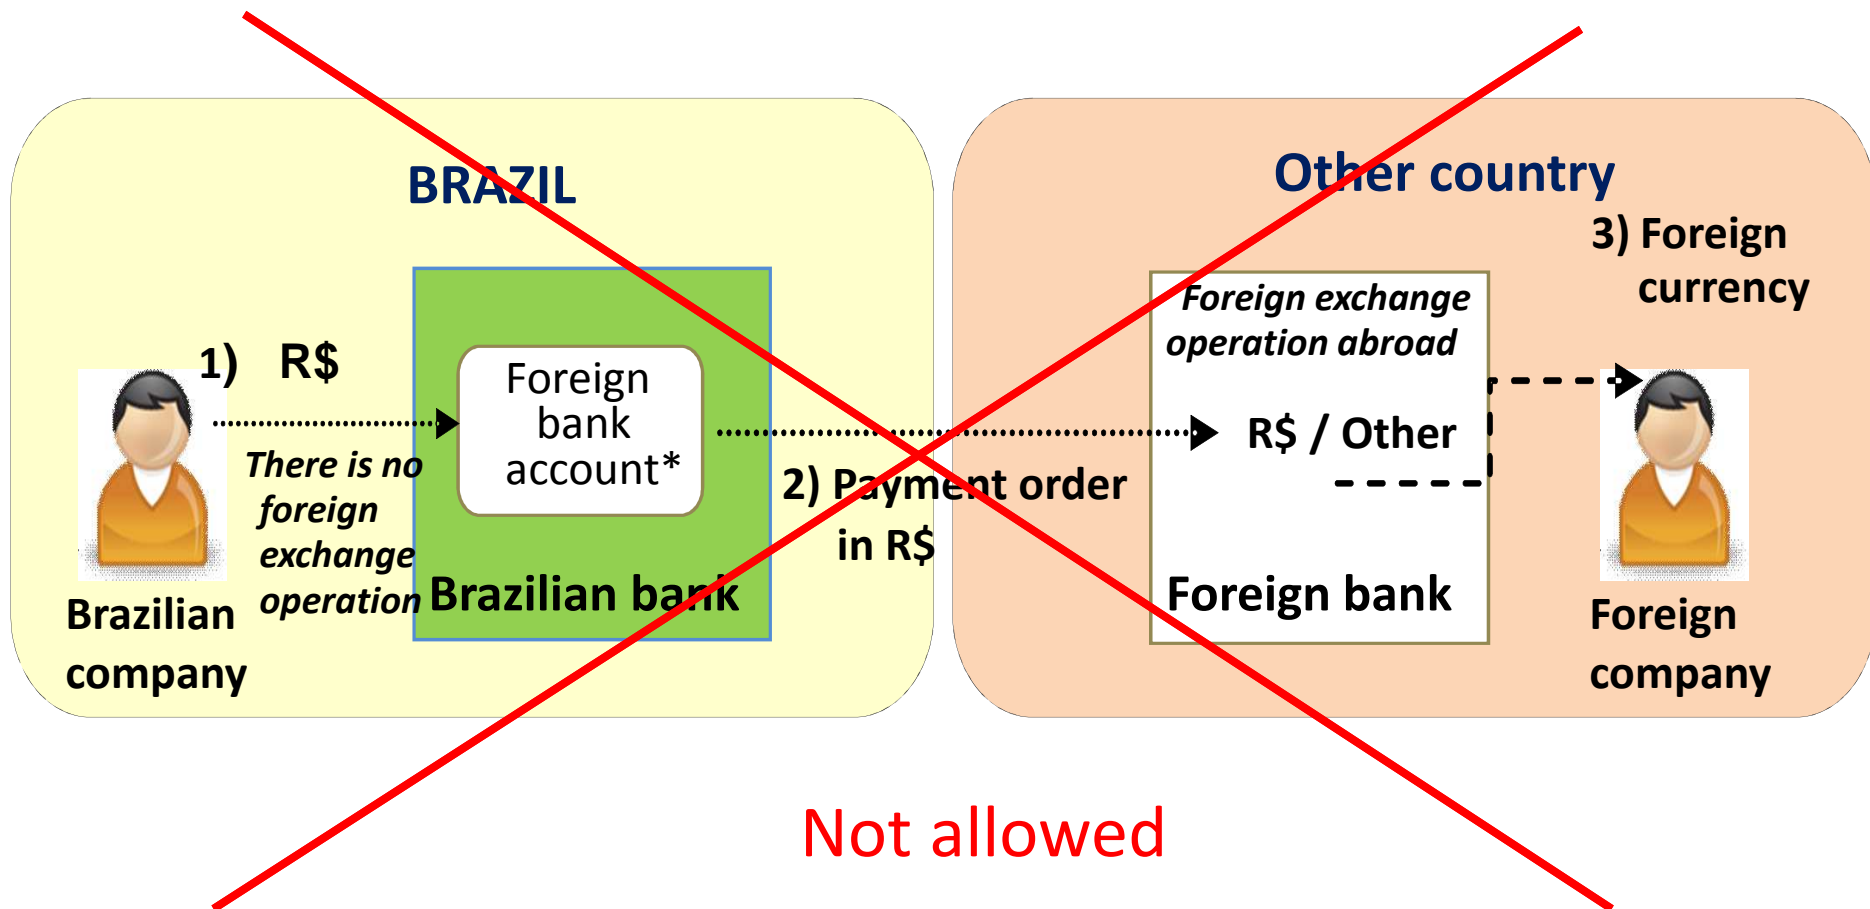 BRAZIL
1) R$
There is no
foreign
exchange
operation
Brazilian
company
Foreign
bank
account*
Brazilian bank
2) Payment order
in R$
Other country
Foreign exchange
operation abroad
R$ / Other
Foreign bank
3) Foreign
currency
Foreign
company
Not allowed